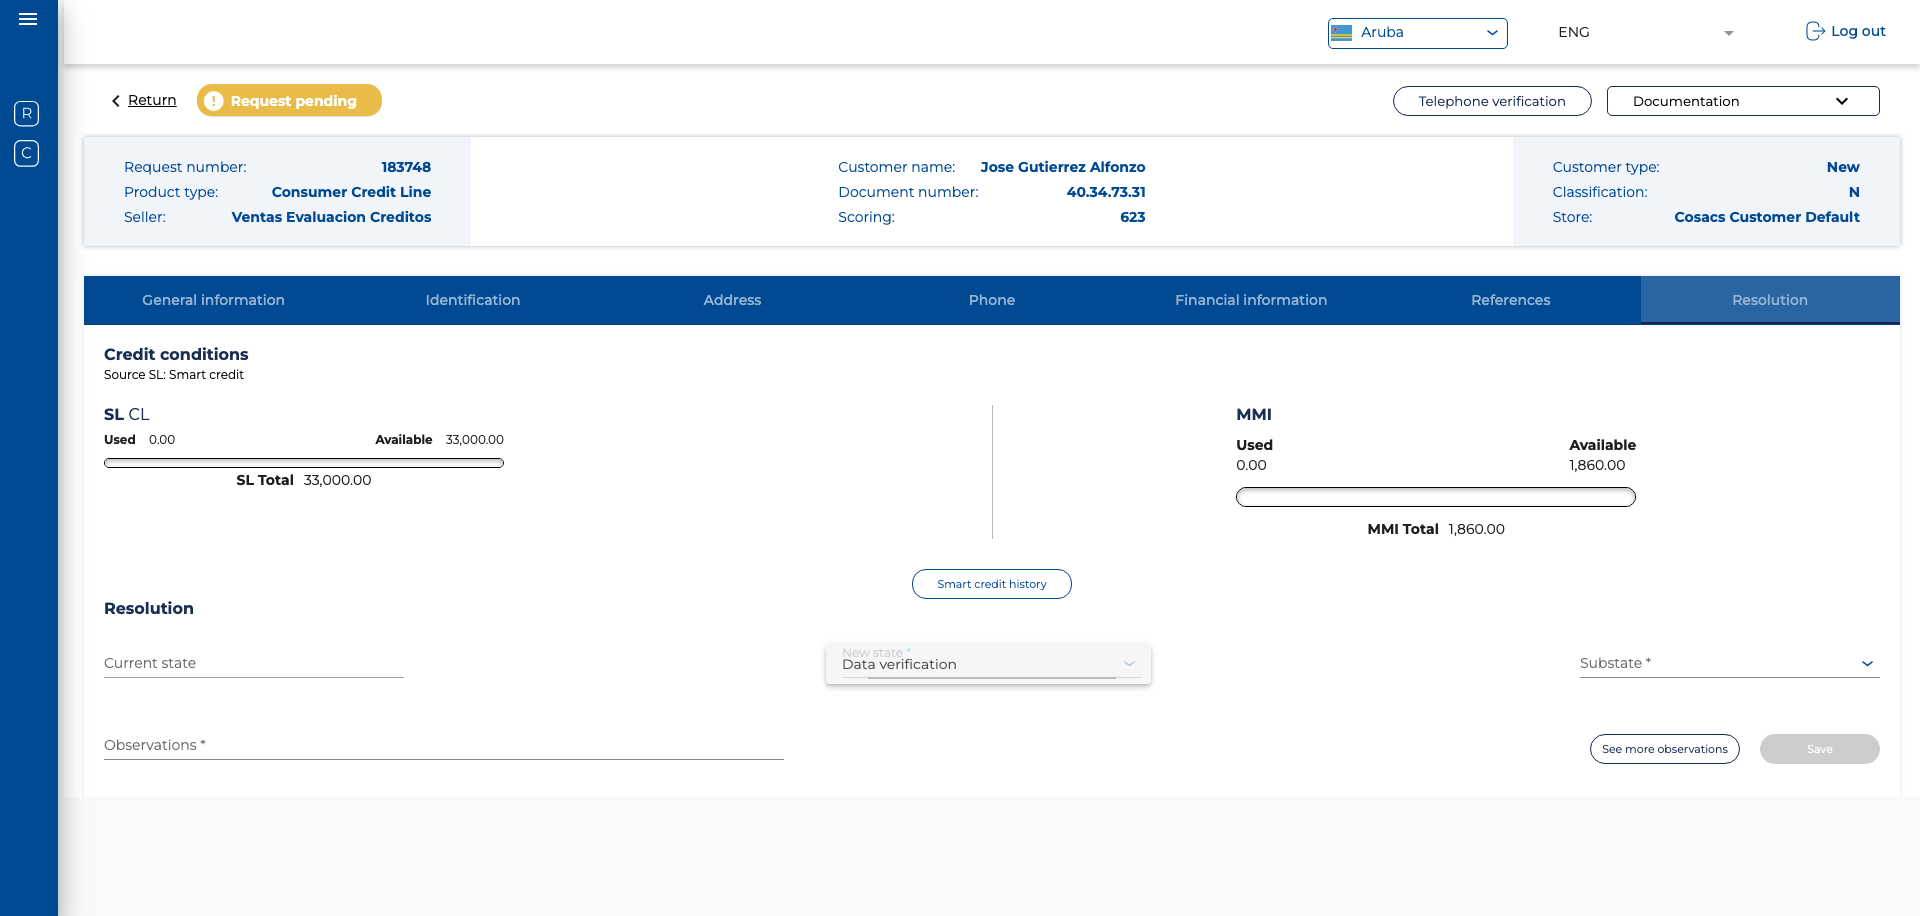 Aruba
ENG
Log out
R
C
Return
Request pending
Telephone verification
Documentation
Request number: 183748
Product type: Consumer Credit Line
Seller: Ventas Evaluacion Creditos
Customer name: Jose Gutierrez Alfonzo
Document number: 40.34.73.31
Scoring: 623
Customer type: New
Classification: N
Store: Cosacs Customer Default
General information
Identification
Address
Phone
Financial information
References
Resolution
Credit conditions
Source SL: Smart credit
SL CL
Used 0.00 Available 33,000.00
SL Total 33,000.00
MMI
Used Available
0.00 1,860.00
MMI Total 1,860.00
Smart credit history
Resolution
Current state
New state *
Data verification
Substate *
Observations *
See more observations
Save